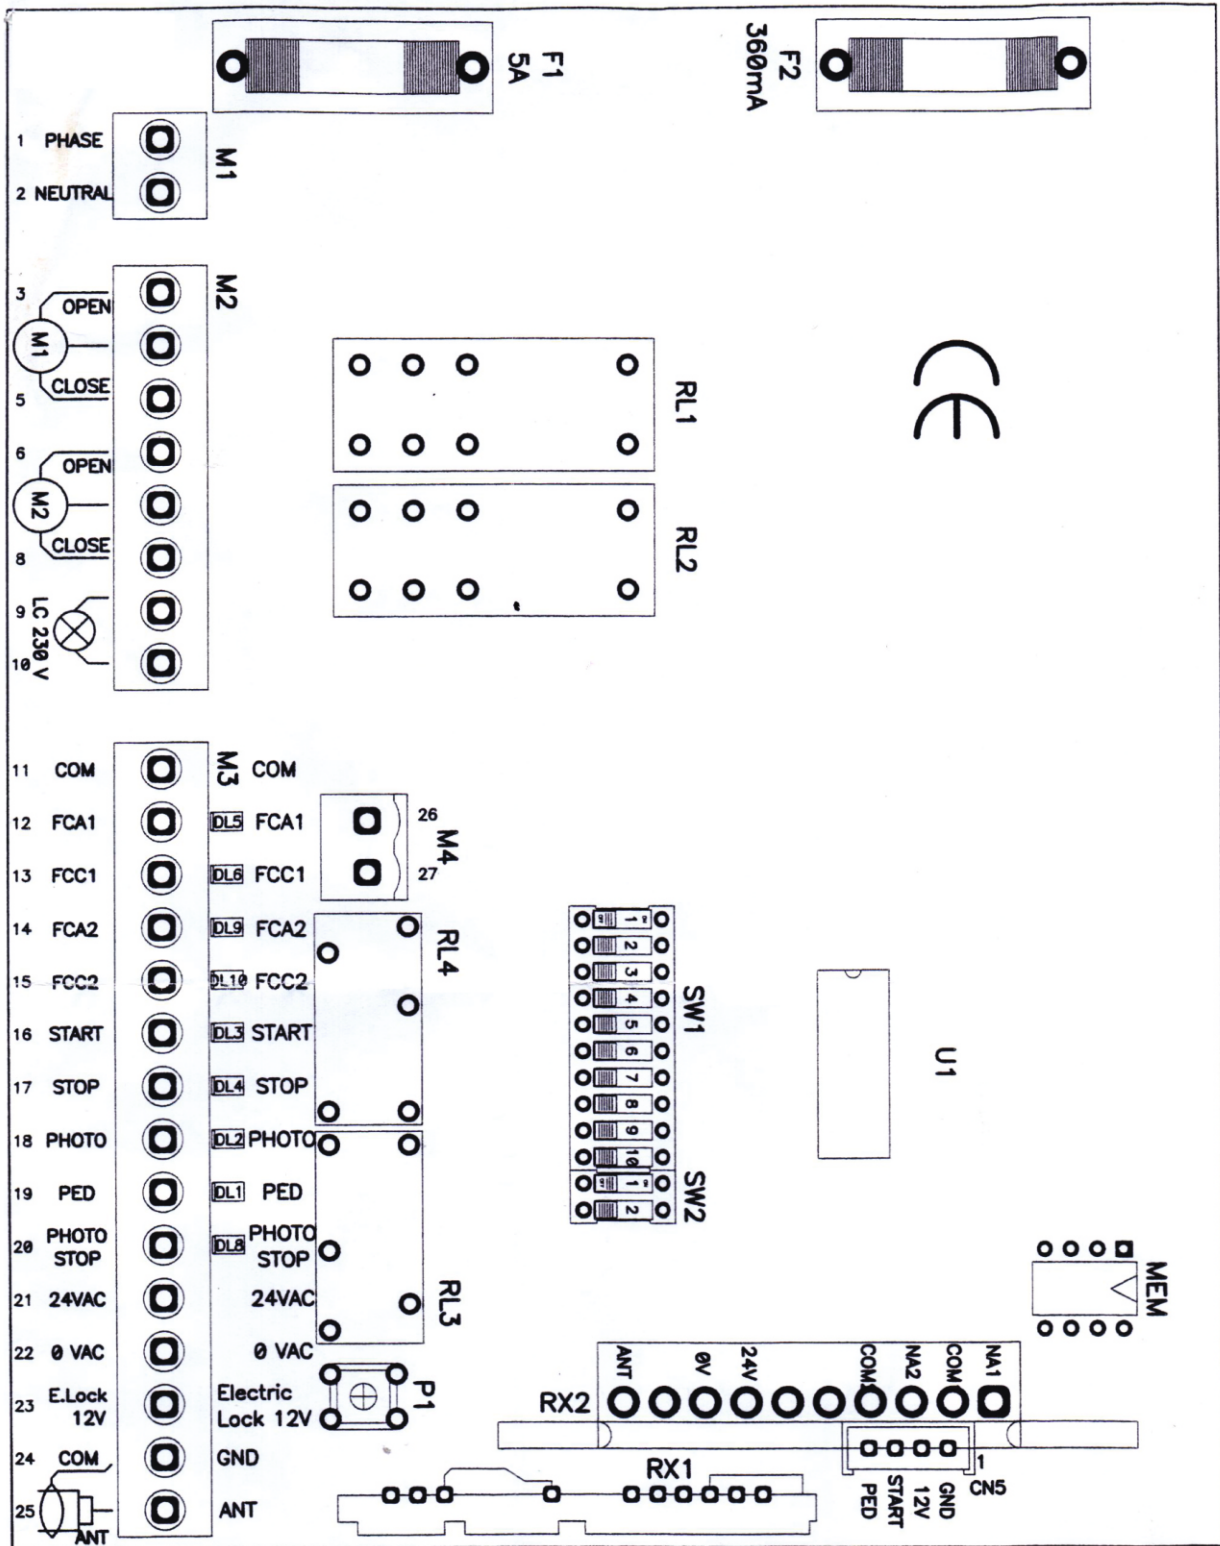 F1
5A
F2
360mA
1 PHASE
2 NEUTRAL
M1
M2
3
OPEN
M1
CLOSE
5
6
OPEN
M2
CLOSE
8
9
LC 230 V
10
RL1
RL2
CE
M3
11 COM COM
12 FCA1 DL5 FCA1
13 FCC1 DL6 FCC1
14 FCA2 DL9 FCA2
15 FCC2 DL10 FCC2
16 START DL3 START
17 STOP DL4 STOP
18 PHOTO DL2 PHOTO
19 PED DL1 PED
20 PHOTO STOP DL8 PHOTO STOP
21 24VAC 24VAC
22 0 VAC 0 VAC
23 E.Lock 12V Electric Lock 12V
24 COM GND
25 ANT ANT
26
27
M4
RL4
RL3
P1
SW1
1
2
3
4
5
6
7
8
9
10
SW2
1
2
U1
MEM
RX2
ANT
0V
24V
COM
NA2
COM
NA1
RX1
1
CN5
PED
START
12V
GND